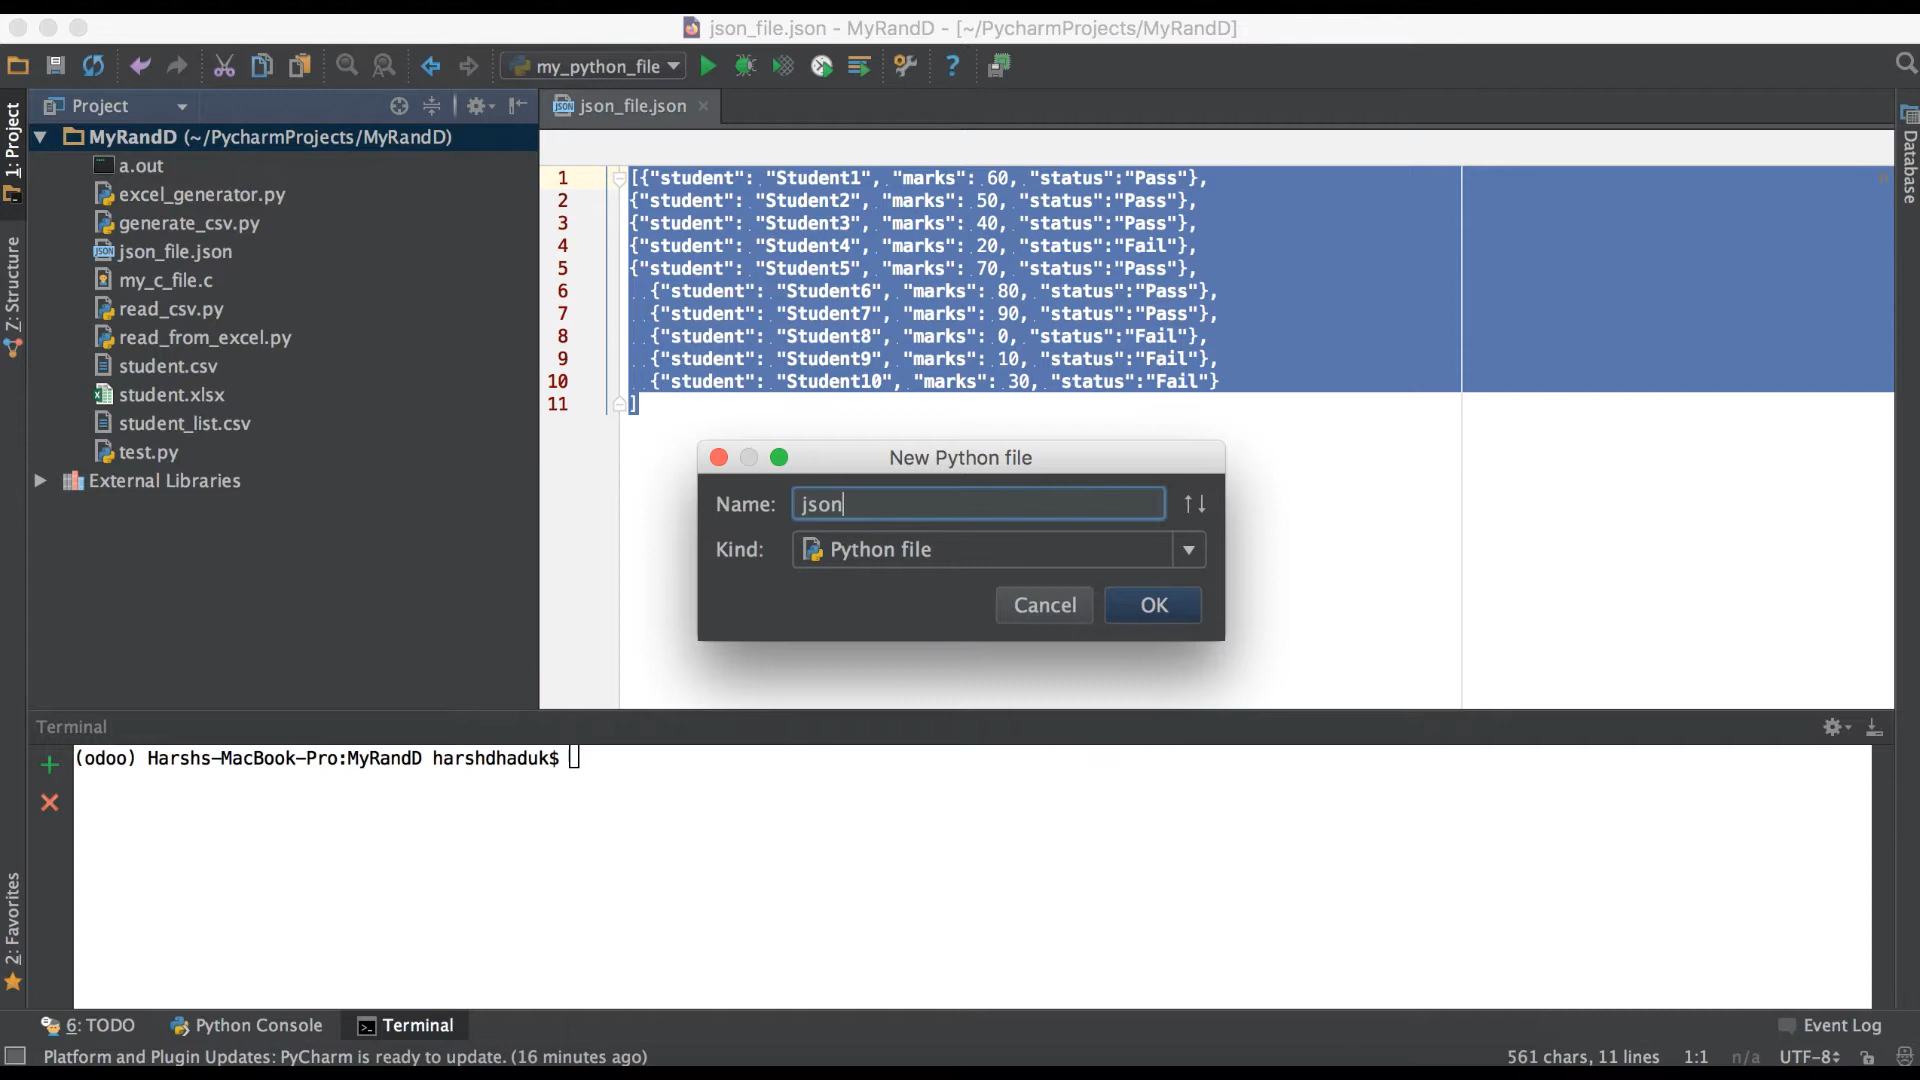 json_file.json - MyRandD - [~/PycharmProjects/MyRandD]
my_python_file
Project
json_file.json
1: Project
MyRandD (~/PycharmProjects/MyRandD)
a.out
excel_generator.py
generate_csv.py
json_file.json
my_c_file.c
read_csv.py
read_from_excel.py
student.csv
student.xlsx
student_list.csv
test.py
External Libraries
7: Structure
Database
1 [{"student": "Student1", "marks": 60, "status":"Pass"},
2 {"student": "Student2", "marks": 50, "status":"Pass"},
3 {"student": "Student3", "marks": 40, "status":"Pass"},
4 {"student": "Student4", "marks": 20, "status":"Fail"},
5 {"student": "Student5", "marks": 70, "status":"Pass"},
6 {"student": "Student6", "marks": 80, "status":"Pass"},
7 {"student": "Student7", "marks": 90, "status":"Pass"},
8 {"student": "Student8", "marks": 0, "status":"Fail"},
9 {"student": "Student9", "marks": 10, "status":"Fail"},
10 {"student": "Student10", "marks": 30, "status":"Fail"}
11 ]
New Python file
Name: json
Kind: Python file
Cancel OK
Terminal
(odoo) Harshs-MacBook-Pro:MyRandD harshdhaduk$
2: Favorites
6: TODO Python Console Terminal Event Log
Platform and Plugin Updates: PyCharm is ready to update. (16 minutes ago) 561 chars, 11 lines 1:1 n/a UTF-8